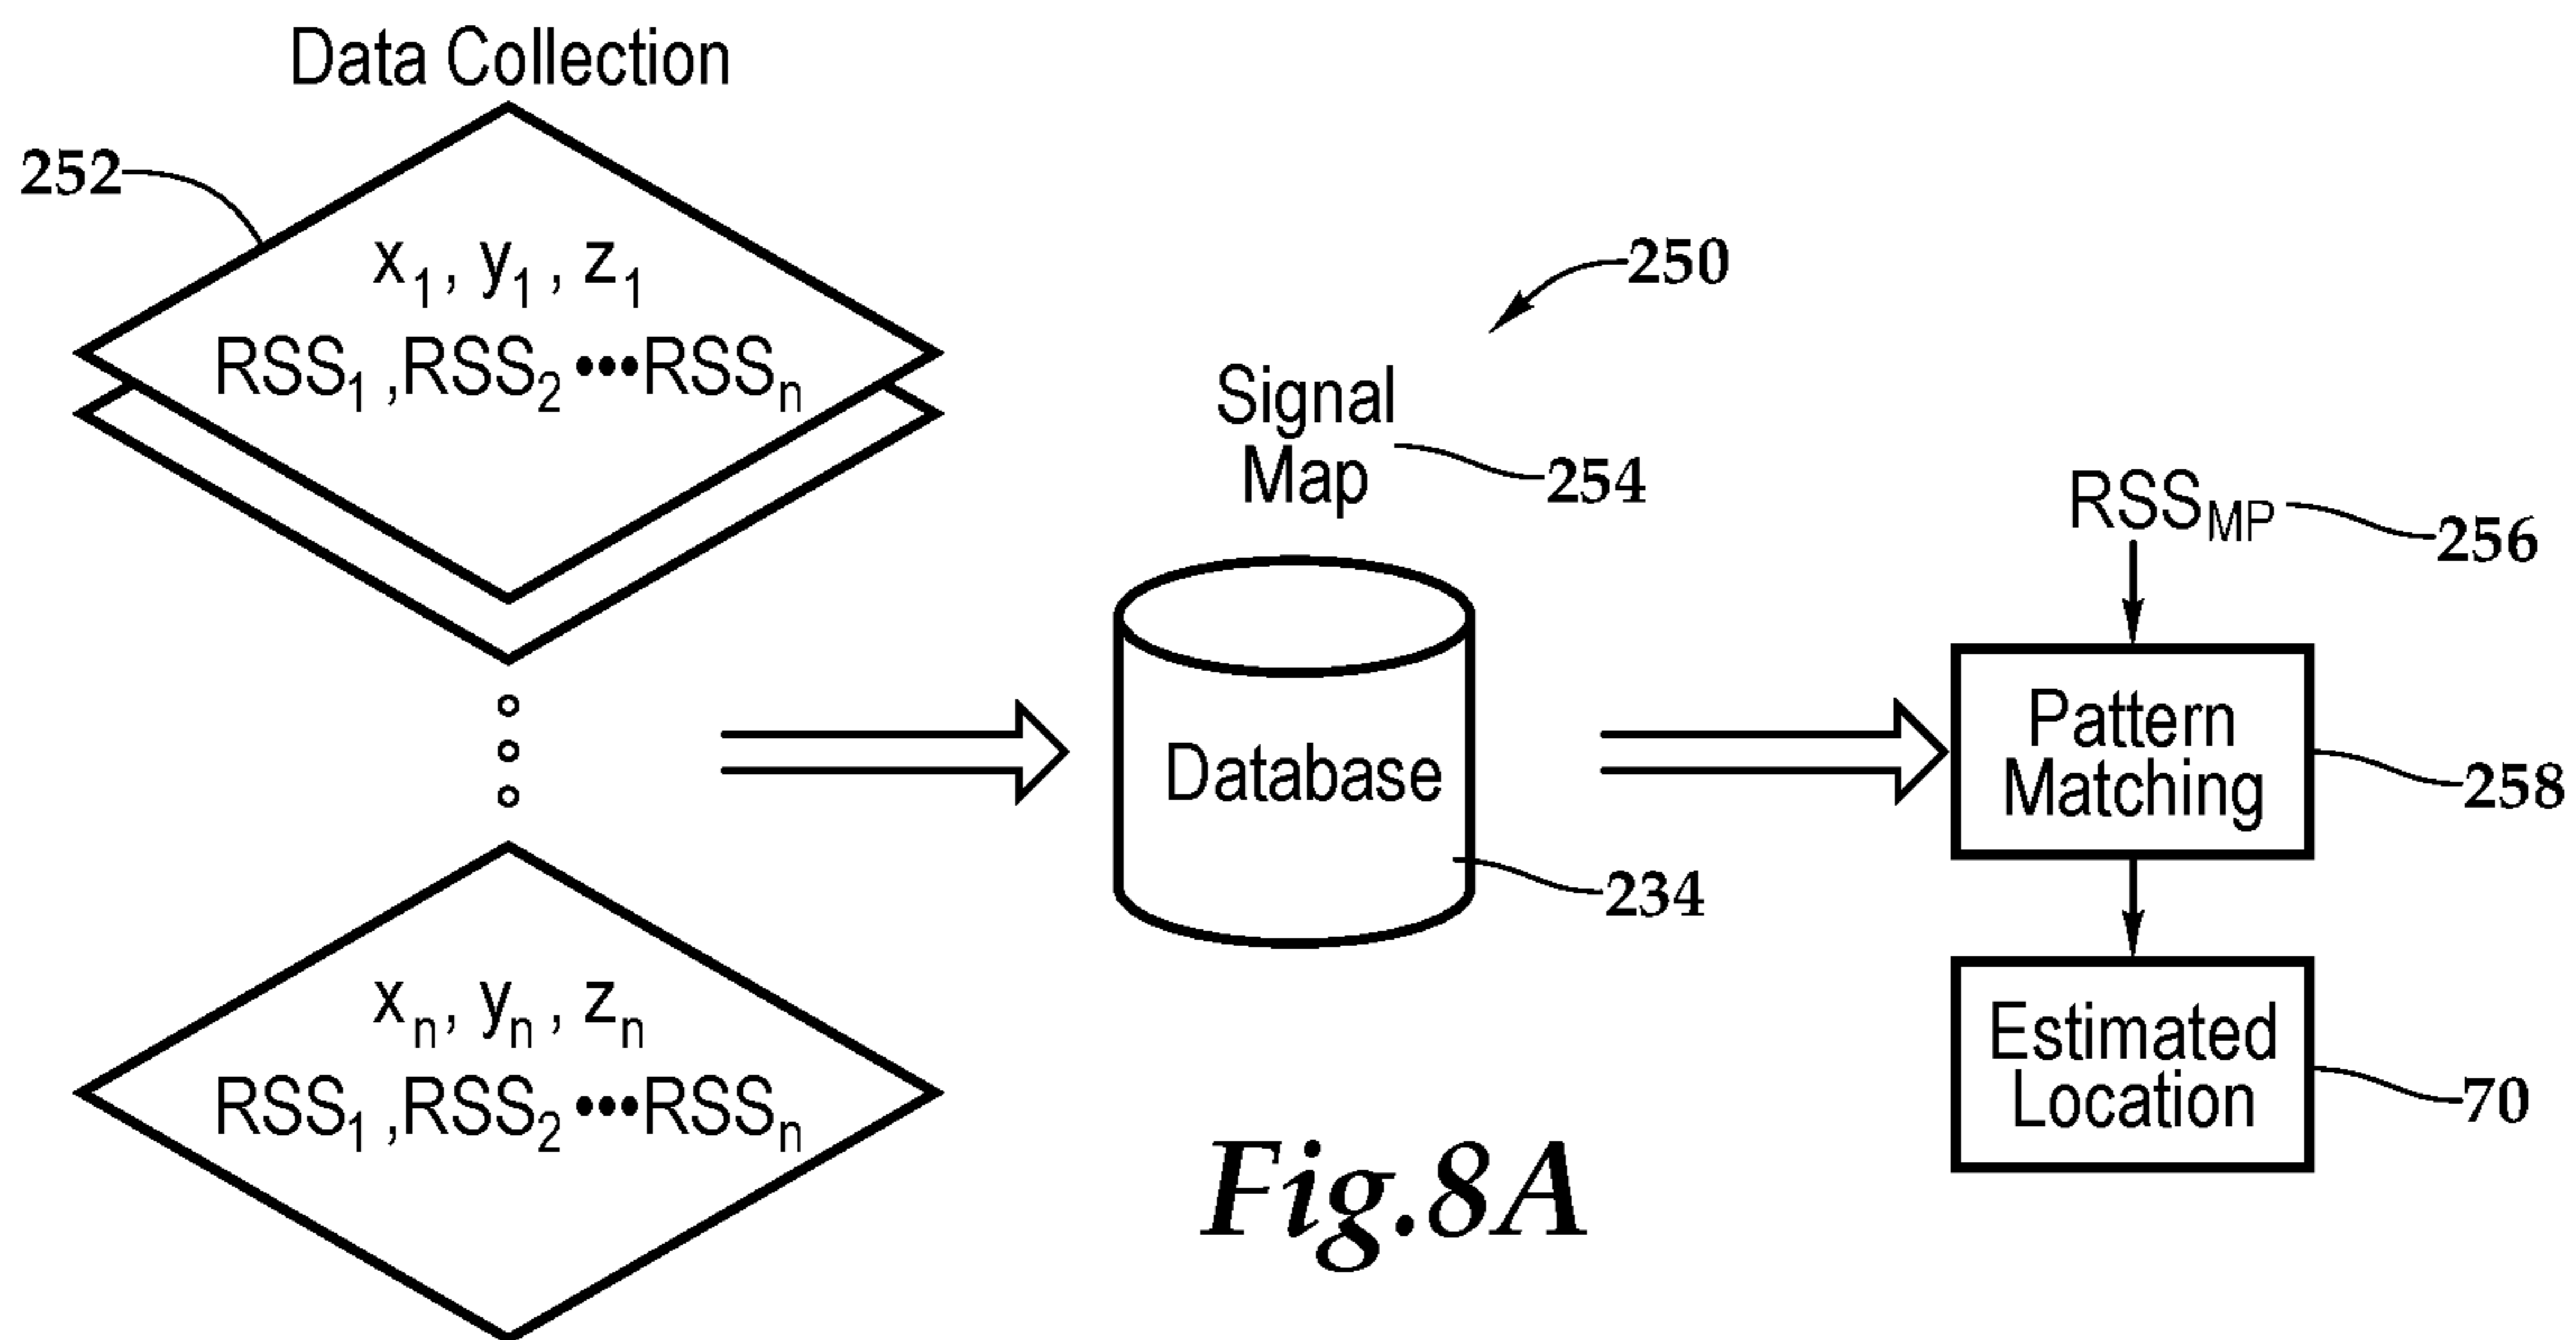 Data Collection
252
x1, y1, z1
RSS1 ,RSS2 •••RSSn
250
Signal
Map
254
RSSMP
256
Database
234
Pattern
Matching
258
xn, yn, zn
RSS1 ,RSS2 •••RSSn
Estimated
Location
70
Fig.8A